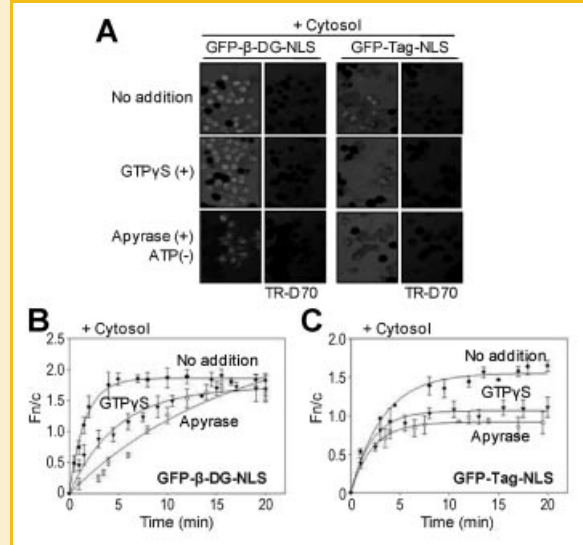 A
+ Cytosol
GFP-β-DG-NLS GFP-Tag-NLS
No addition
GTPγS (+)
Apyrase (+)
ATP(-)
TR-D70 TR-D70
B
+ Cytosol
2.5
2.0
1.5
1.0
0.5
0
Fn/c
No addition
GTPγS
Apyrase
GFP-β-DG-NLS
0 5 10 15 20
Time (min)
C
+ Cytosol
2.0
1.5
1.0
0.5
0
Fn/c
No addition
GTPγS
Apyrase
GFP-Tag-NLS
0 5 10 15 20
Time (min)